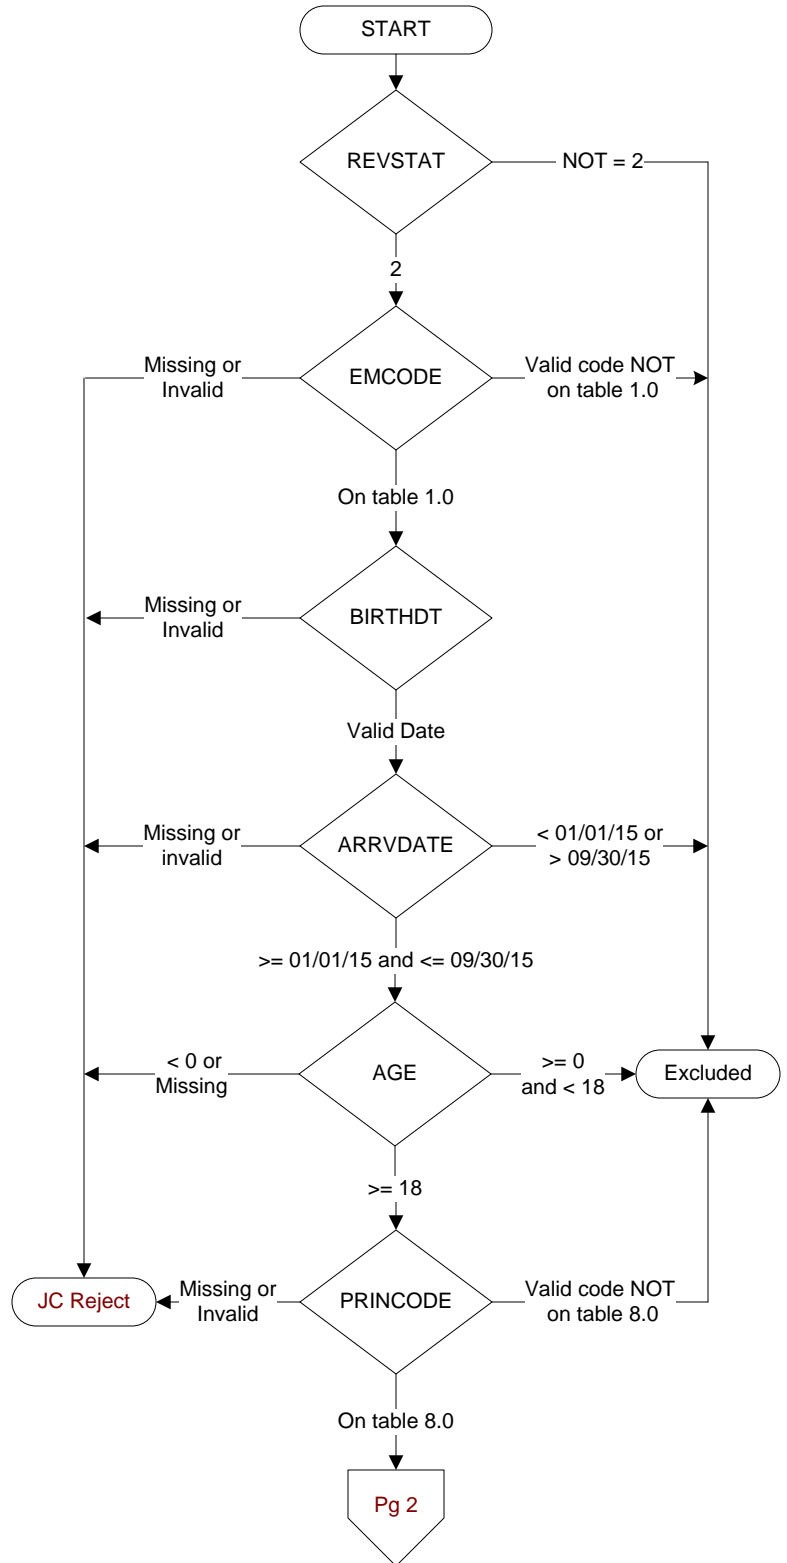 START
REVSTAT
NOT = 2
2
Missing or
Invalid
EMCODE
Valid code NOT
on table 1.0
On table 1.0
Missing or
Invalid
BIRTHDT
Valid Date
Missing or
invalid
ARRVDATE
< 01/01/15 or
> 09/30/15
>= 01/01/15 and <= 09/30/15
< 0 or
Missing
AGE
>= 0
and < 18
Excluded
>= 18
JC Reject
Missing or
Invalid
PRINCODE
Valid code NOT
on table 8.0
On table 8.0
Pg 2